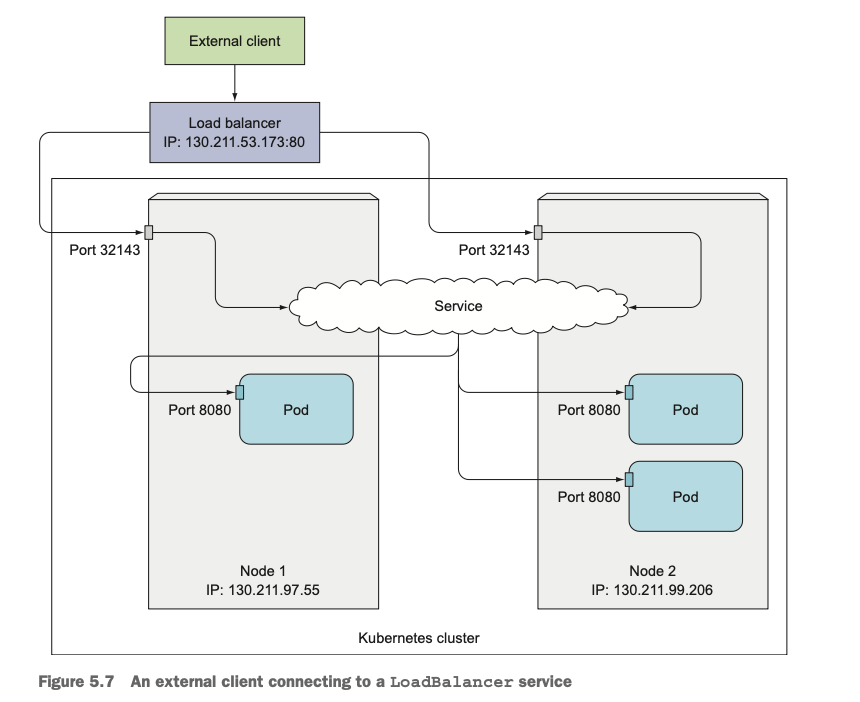 External client
Load balancer
IP: 130.211.53.173:80
Port 32143
Port 32143
Service
Port 8080
Pod
Port 8080
Pod
Port 8080
Pod
Node 1
IP: 130.211.97.55
Node 2
IP: 130.211.99.206
Kubernetes cluster
Figure 5.7 An external client connecting to a LoadBalancer service